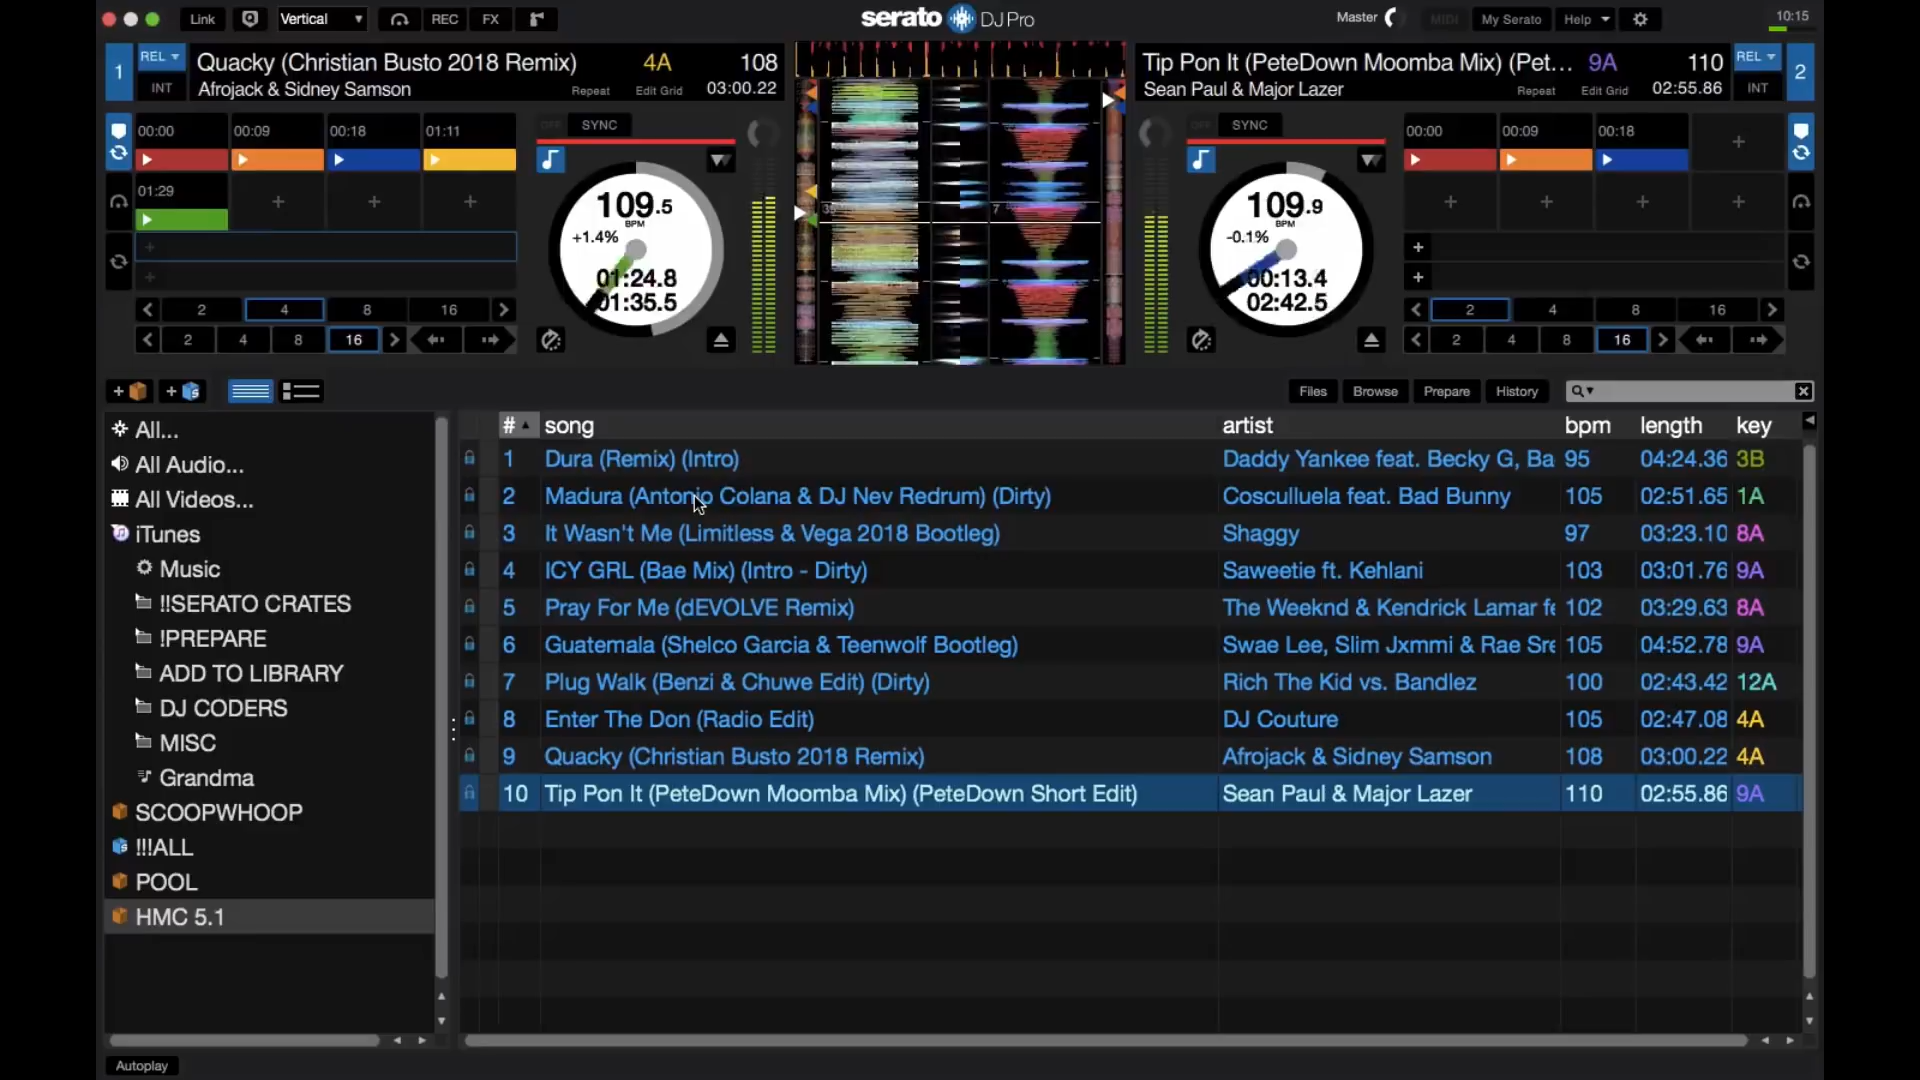 Link Vertical REC FX serato DJ Pro Master MIDI My Serato Help 10:15
1 REL INT Quacky (Christian Busto 2018 Remix) 4A 108
Afrojack & Sidney Samson Repeat Edit Grid 03:00.22
Tip Pon It (PeteDown Moomba Mix) (Pet... 9A 110 REL INT 2
Sean Paul & Major Lazer Repeat Edit Grid 02:55.86
00:00 00:09 00:18 01:11
01:29
OFF SYNC
109.5
BPM
+1.4%
01:24.8
01:35.5
7
OFF SYNC
109.9
BPM
-0.1%
00:13.4
02:42.5
00:00 00:09 00:18
2 4 8 16
2 4 8 16
2 4 8 16
2 4 8 16
Files Browse Prepare History
All...
All Audio...
All Videos...
iTunes
Music
!!SERATO CRATES
!PREPARE
ADD TO LIBRARY
DJ CODERS
MISC
Grandma
SCOOPWHOOP
!!!ALL
POOL
HMC 5.1
# song artist bpm length key
1 Dura (Remix) (Intro) Daddy Yankee feat. Becky G, Ba 95 04:24.36 3B
2 Madura (Antonio Colana & DJ Nev Redrum) (Dirty) Cosculluela feat. Bad Bunny 105 02:51.65 1A
3 It Wasn't Me (Limitless & Vega 2018 Bootleg) Shaggy 97 03:23.10 8A
4 ICY GRL (Bae Mix) (Intro - Dirty) Saweetie ft. Kehlani 103 03:01.76 9A
5 Pray For Me (dEVOLVE Remix) The Weeknd & Kendrick Lamar fe 102 03:29.63 8A
6 Guatemala (Shelco Garcia & Teenwolf Bootleg) Swae Lee, Slim Jxmmi & Rae Sre 105 04:52.78 9A
7 Plug Walk (Benzi & Chuwe Edit) (Dirty) Rich The Kid vs. Bandlez 100 02:43.42 12A
8 Enter The Don (Radio Edit) DJ Couture 105 02:47.08 4A
9 Quacky (Christian Busto 2018 Remix) Afrojack & Sidney Samson 108 03:00.22 4A
10 Tip Pon It (PeteDown Moomba Mix) (PeteDown Short Edit) Sean Paul & Major Lazer 110 02:55.86 9A
Autoplay